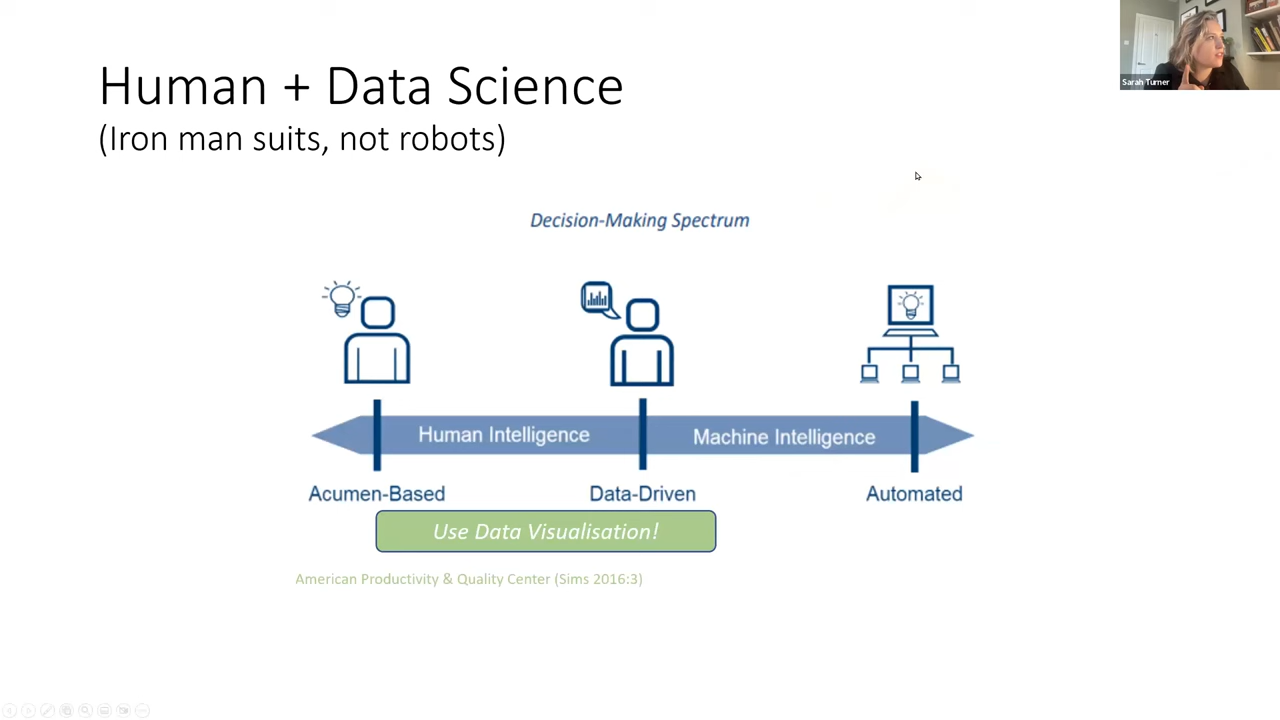 Human + Data Science
(Iron man suits, not robots)
Sarah Turner
Decision-Making Spectrum
Human Intelligence
Machine Intelligence
Acumen-Based
Data-Driven
Automated
Use Data Visualisation!
American Productivity & Quality Center (Sims 2016:3)